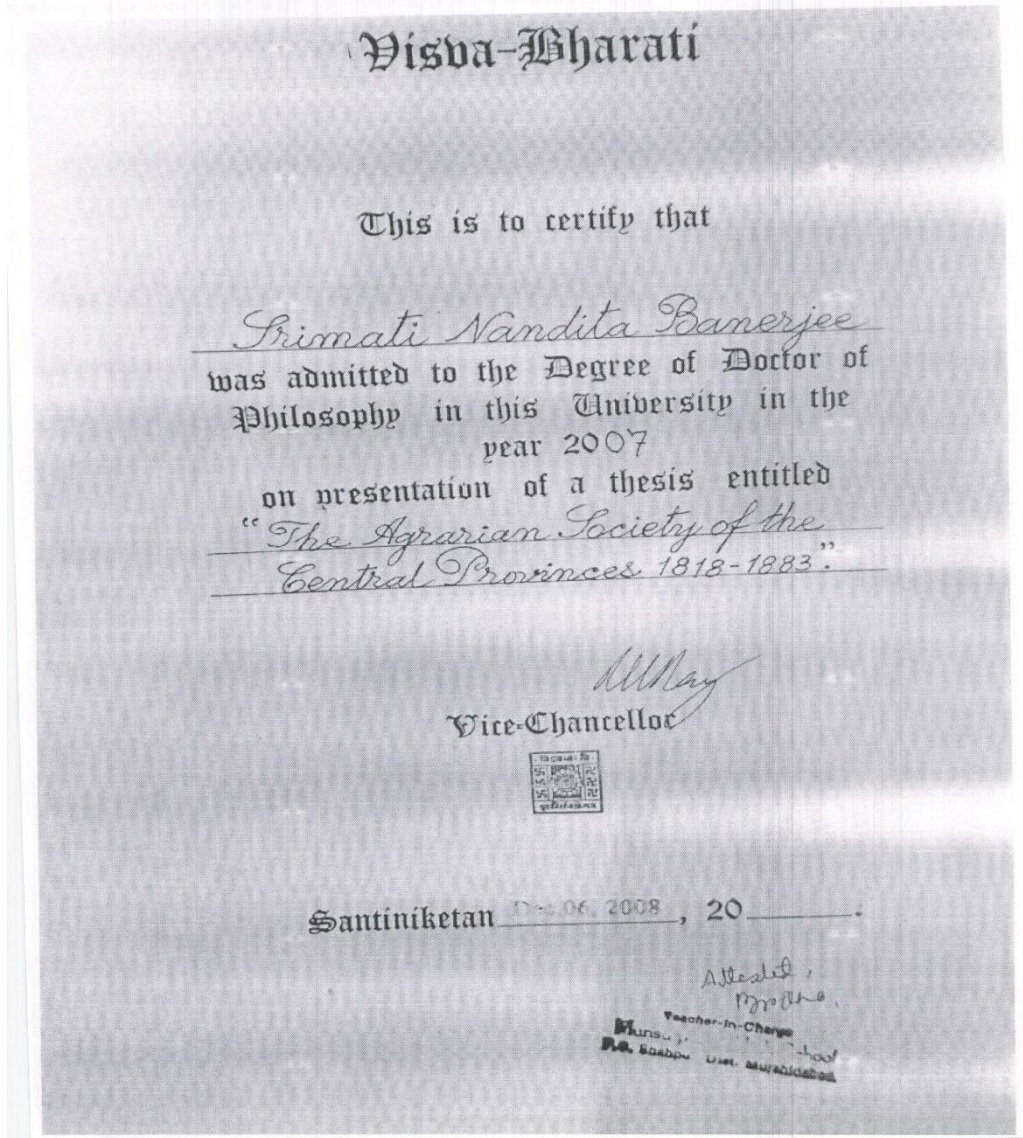 Visva-Bharati
This is to certify that
Srimati Nandita Banerjee
was admitted to the Degree of Doctor of
Philosophy in this University in the
year 2007
on presentation of a thesis entitled
"The Agrarian Society of the
Central Provinces 1818-1883".
Vice-Chancellor
Santiniketan Dec 06, 2008, 20
Attested,
Teacher-in-Charge
P.O. Dist. Murshidabad